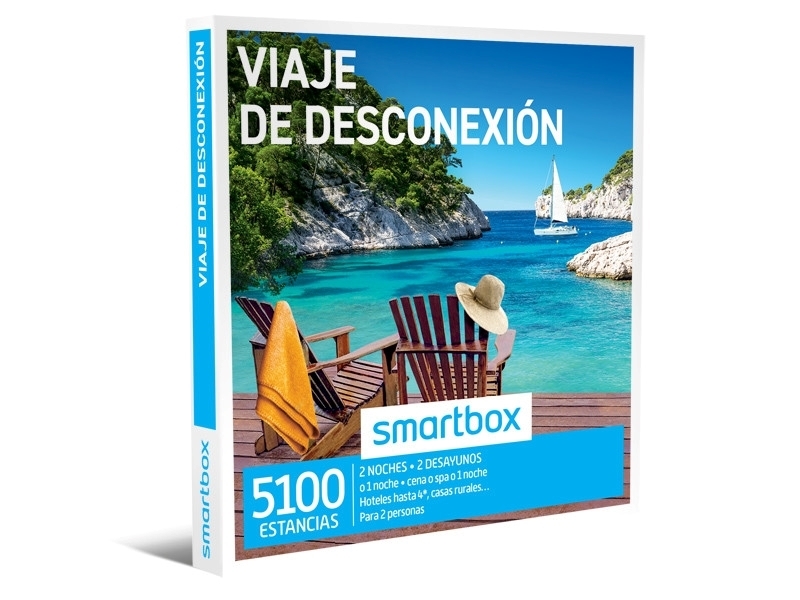 VIAJE
DE DESCONEXIÓN
VIAJE DE DESCONEXIÓN
smartbox
5100
ESTANCIAS
2 NOCHES • 2 DESAYUNOS
o 1 noche • cena o spa o 1 noche
Hoteles hasta 4*, casas rurales...
Para 2 personas
smartbox